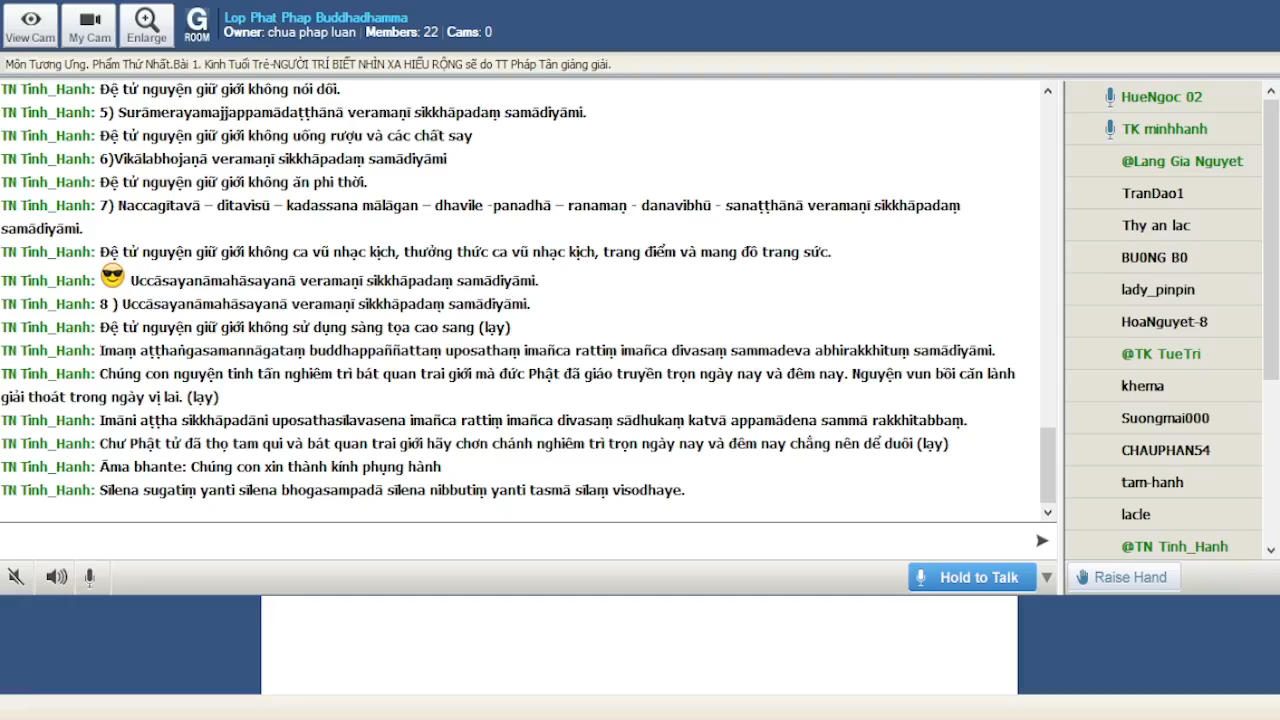 View Cam
My Cam
Enlarge
G
ROOM
Lop Phat Phap Buddhadhamma
Owner: chua phap luan | Members: 22 | Cams: 0
Môn Tương Ưng. Phẩm Thứ Nhất.Bài 1. Kinh Tuổi Trẻ-NGƯỜI TRÍ BIẾT NHÌN XA HIỂU RỘNG sẽ do TT Pháp Tân giảng giải.
TN Tinh_Hanh: Đệ tử nguyện giữ giới không nói dối.
TN Tinh_Hanh: 5) Surāmerayamajjappamādaṭṭhānā veramaṇī sikkhāpadaṃ samādiyāmi.
TN Tinh_Hanh: Đệ tử nguyện giữ giới không uống rượu và các chất say
TN Tinh_Hanh: 6)Vikālabhojaṇā veramaṇī sikkhāpadaṃ samādiyāmi
TN Tinh_Hanh: Đệ tử nguyện giữ giới không ăn phi thời.
TN Tinh_Hanh: 7) Naccagītavā – ditavisū – kadassana mālāgan – dhavile -panadhā – ranamaṇ - danavibhū - sanaṭṭhānā veramaṇī sikkhāpadaṃ
samādiyāmi.
TN Tinh_Hanh: Đệ tử nguyện giữ giới không ca vũ nhạc kịch, thưởng thức ca vũ nhạc kịch, trang điểm và mang đồ trang sức.
TN Tinh_Hanh: Uccāsayanāmahāsayanā veramaṇī sikkhāpadaṃ samādiyāmi.
TN Tinh_Hanh: 8 ) Uccāsayanāmahāsayanā veramaṇī sikkhāpadaṃ samādiyāmi.
TN Tinh_Hanh: Đệ tử nguyện giữ giới không sử dụng sàng tọa cao sang (lạy)
TN Tinh_Hanh: Imaṃ aṭṭhaṅgasamannāgataṃ buddhappaññattaṃ uposathaṃ imañca rattiṃ imañca divasaṃ sammadeva abhirakkhituṃ samādiyāmi.
TN Tinh_Hanh: Chúng con nguyện tinh tấn nghiêm trì bát quan trai giới mà đức Phật đã giáo truyền trọn ngày nay và đêm nay. Nguyện vun bồi căn lành
giải thoát trong ngày vị lai. (lạy)
TN Tinh_Hanh: Imāni aṭṭha sikkhāpadāni uposathasīlavasena imañca rattiṃ imañca divasaṃ sādhukaṃ katvā appamādena sammā rakkhitabbaṃ.
TN Tinh_Hanh: Chư Phật tử đã thọ tam qui và bát quan trai giới hãy chơn chánh nghiêm trì trọn ngày nay và đêm nay chẳng nên dể duôi (lạy)
TN Tinh_Hanh: Āma bhante: Chúng con xin thành kính phụng hành
TN Tinh_Hanh: Sīlena sugatiṃ yanti sīlena bhogasampadā sīlena nibbutiṃ yanti tasmā sīlaṃ visodhaye.
HueNgoc 02
TK minhhanh
@Lang Gia Nguyet
TranDao1
Thy an lac
BU0NG B0
lady_pinpin
HoaNguyet-8
@TK TueTri
khema
Suongmai000
CHAUPHAN54
tam-hanh
lacle
@TN Tinh_Hanh
Hold to Talk
Raise Hand